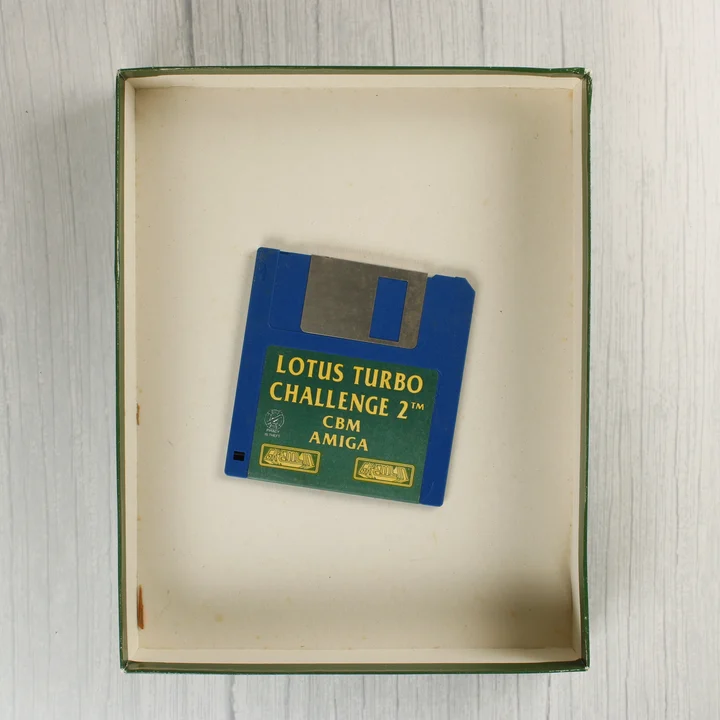 LOTUS TURBO
CHALLENGE 2™
CBM
AMIGA